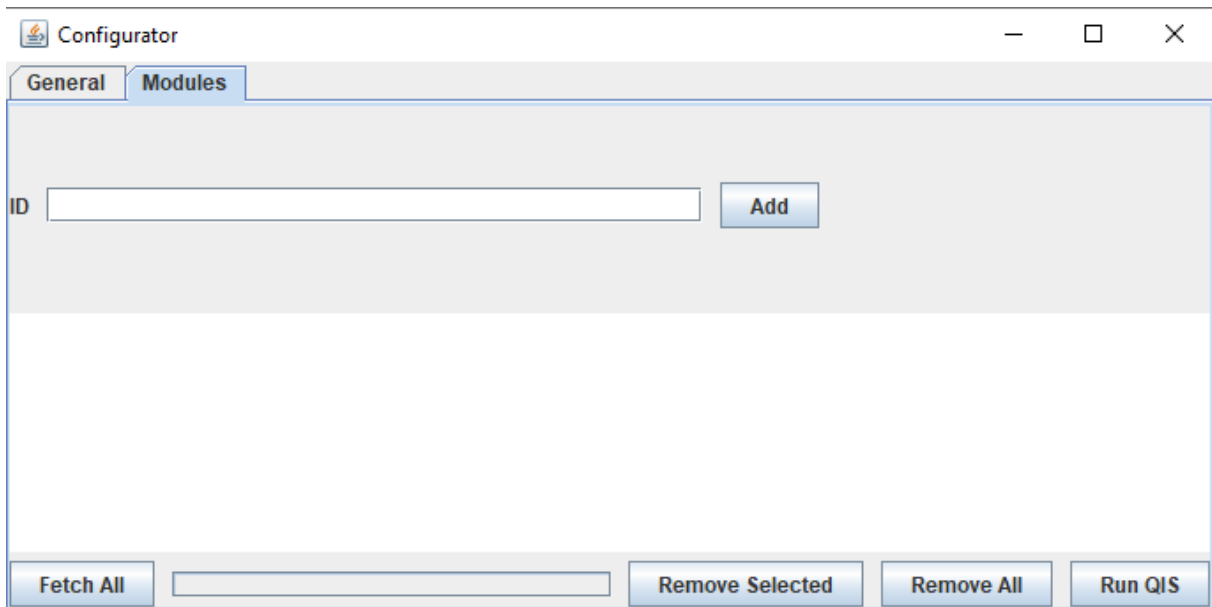 Configurator
General Modules
ID Add
Fetch All Remove Selected Remove All Run QIS